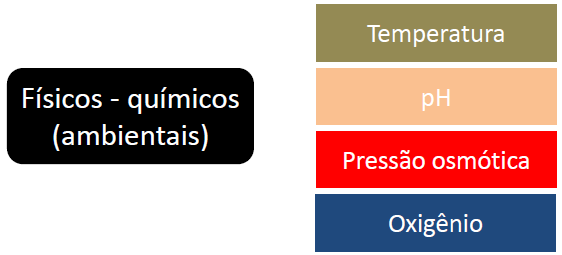 Físicos - químicos
(ambientais)
Temperatura
pH
Pressão osmótica
Oxigênio